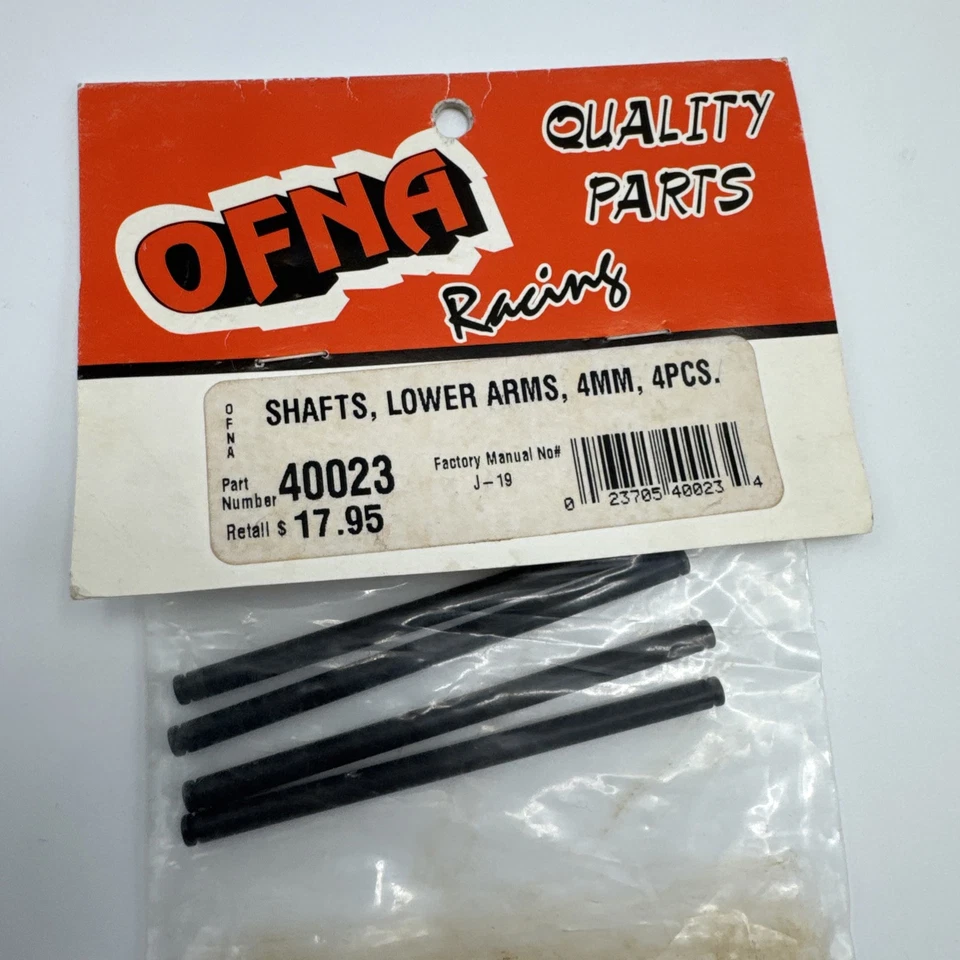 OFNA
QUALITY
PARTS
Racing
OFNA
SHAFTS, LOWER ARMS, 4MM, 4PCS.
Part
Number 40023
Factory Manual No#
J-19
Retail $ 17.95
0 23705 40023 4